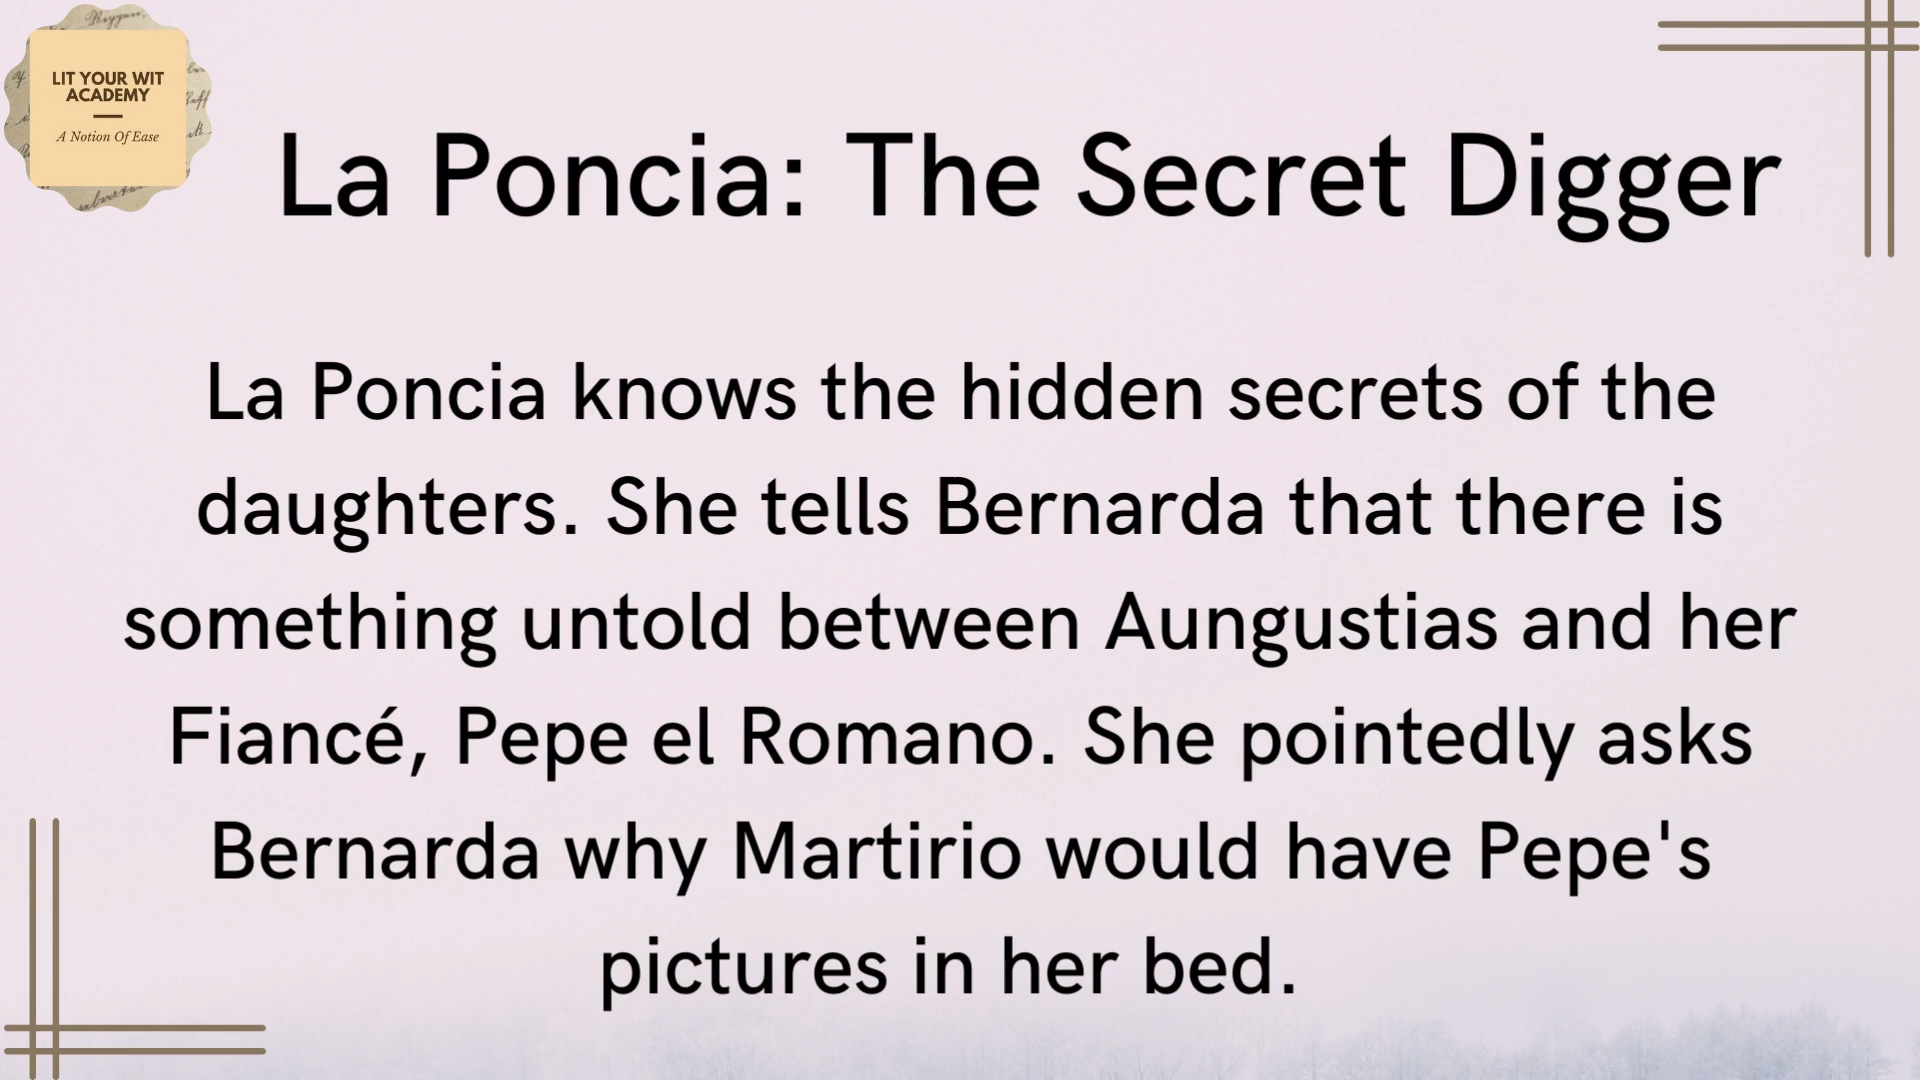 LIT YOUR WIT
ACADEMY
A Notion Of Ease
La Poncia: The Secret Digger
La Poncia knows the hidden secrets of the
daughters. She tells Bernarda that there is
something untold between Aungustias and her
Fiancé, Pepe el Romano. She pointedly asks
Bernarda why Martirio would have Pepe's
pictures in her bed.